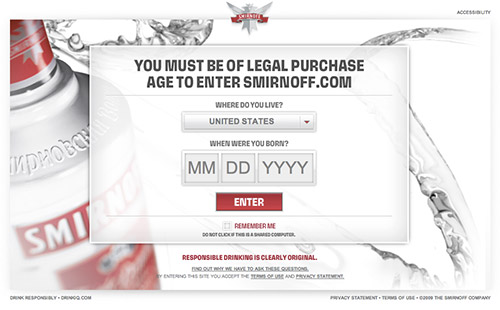 SMIRNOFF
ACCESSIBILITY
YOU MUST BE OF LEGAL PURCHASE
AGE TO ENTER SMIRNOFF.COM
WHERE DO YOU LIVE?
UNITED STATES
WHEN WERE YOU BORN?
MM DD YYYY
ENTER
REMEMBER ME
DO NOT CLICK IF THIS IS A SHARED COMPUTER.
SMIRNOFF
RESPONSIBLE DRINKING IS CLEARLY ORIGINAL.
FIND OUT WHY WE HAVE TO ASK THESE QUESTIONS.
BY ENTERING THIS SITE YOU ACCEPT THE TERMS OF USE AND PRIVACY STATEMENT.
DRINK RESPONSIBLY • DRINKIQ.COM
PRIVACY STATEMENT • TERMS OF USE • ©2009 THE SMIRNOFF COMPANY